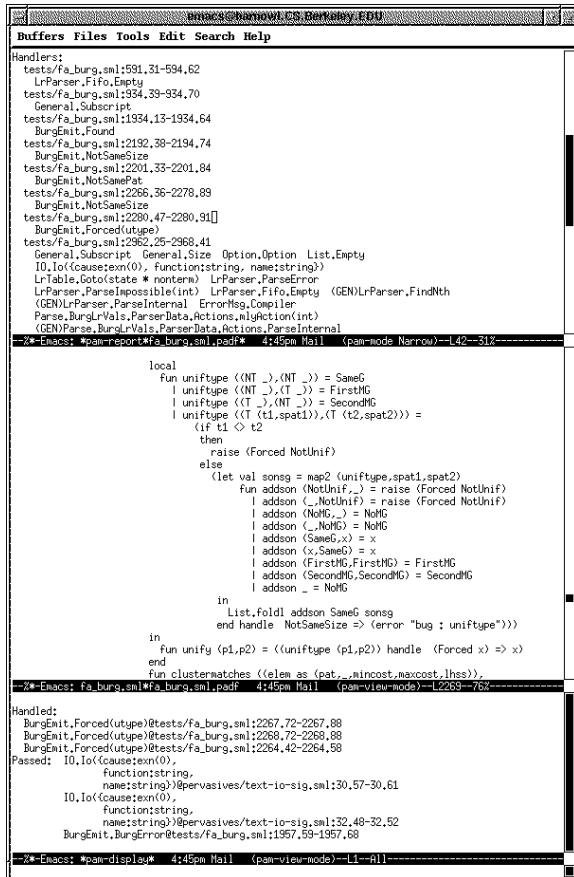 emacs@barnowl.CS.Berkeley.EDU
Buffers Files Tools Edit Search Help
Handlers:
tests/fa_burg.sml:591.31-594.62
LrParser.Fifo.Empty
tests/fa_burg.sml:934.39-934.70
General.Subscript
tests/fa_burg.sml:1934.13-1934.64
BurgEmit.Found
tests/fa_burg.sml:2192.38-2194.74
BurgEmit.NotSameSize
tests/fa_burg.sml:2201.33-2201.84
BurgEmit.NotSamePat
tests/fa_burg.sml:2266.36-2278.89
BurgEmit.NotSameSize
tests/fa_burg.sml:2280.47-2280.91
BurgEmit.Forced(utype)
tests/fa_burg.sml:2962.25-2968.41
General.Subscript General.Size Option.Option List.Empty
IO.Io({cause:exn(0), function:string, name:string})
LrTable.Goto(state * nonterm) LrParser.ParseError
LrParser.ParseImpossible(int) LrParser.Fifo.Empty (GEN)LrParser.FindNth
(GEN)LrParser.ParseInternal ErrorMsg.Compiler
Parse.BurgLrVals.ParserData.Actions.mlyAction(int)
(GEN)Parse.BurgLrVals.ParserData.Actions.ParseInternal
--%*-Emacs: *pam-report*fa_burg.sml.padf* 4:45pm Mail (pam-mode Narrow)--L42--31%------------
local
fun uniftype ((NT _),(NT _)) = SameG
| uniftype ((NT _),(T _)) = FirstMG
| uniftype ((T _),(NT _)) = SecondMG
| uniftype ((T (t1,spat1)),(T (t2,spat2))) =
(if t1 <> t2
then
raise (Forced NotUnif)
else
(let val sonsg = map2 (uniftype,spat1,spat2)
fun addson (NotUnif,_) = raise (Forced NotUnif)
| addson (_,NotUnif) = raise (Forced NotUnif)
| addson (NoMG,_) = NoMG
| addson (_,NoMG) = NoMG
| addson (SameG,x) = x
| addson (x,SameG) = x
| addson (FirstMG,FirstMG) = FirstMG
| addson (SecondMG,SecondMG) = SecondMG
| addson _ = NoMG
in
List.foldl addson SameG sonsg
end handle NotSameSize => (error "bug : uniftype")))
in
fun unify (p1,p2) = ((uniftype (p1,p2)) handle (Forced x) => x)
end
fun clustermatches ((elem as (pat,_,mincost,maxcost,lhss)),
--%*-Emacs: fa_burg.sml*fa_burg.sml.padf 4:45pm Mail (pam-view-mode)--L2269--76%-----------
Handled:
BurgEmit.Forced(utype)@tests/fa_burg.sml:2267.72-2267.88
BurgEmit.Forced(utype)@tests/fa_burg.sml:2268.72-2268.88
BurgEmit.Forced(utype)@tests/fa_burg.sml:2264.42-2264.58
Passed: IO.Io({cause:exn(0),
function:string,
name:string})@pervasives/text-io-sig.sml:30.57-30.61
IO.Io({cause:exn(0),
function:string,
name:string})@pervasives/text-io-sig.sml:32.48-32.52
BurgEmit.BurgError@tests/fa_burg.sml:1957.59-1957.68
--%*-Emacs: *pam-display* 4:45pm Mail (pam-view-mode)--L1--All-----------------------------